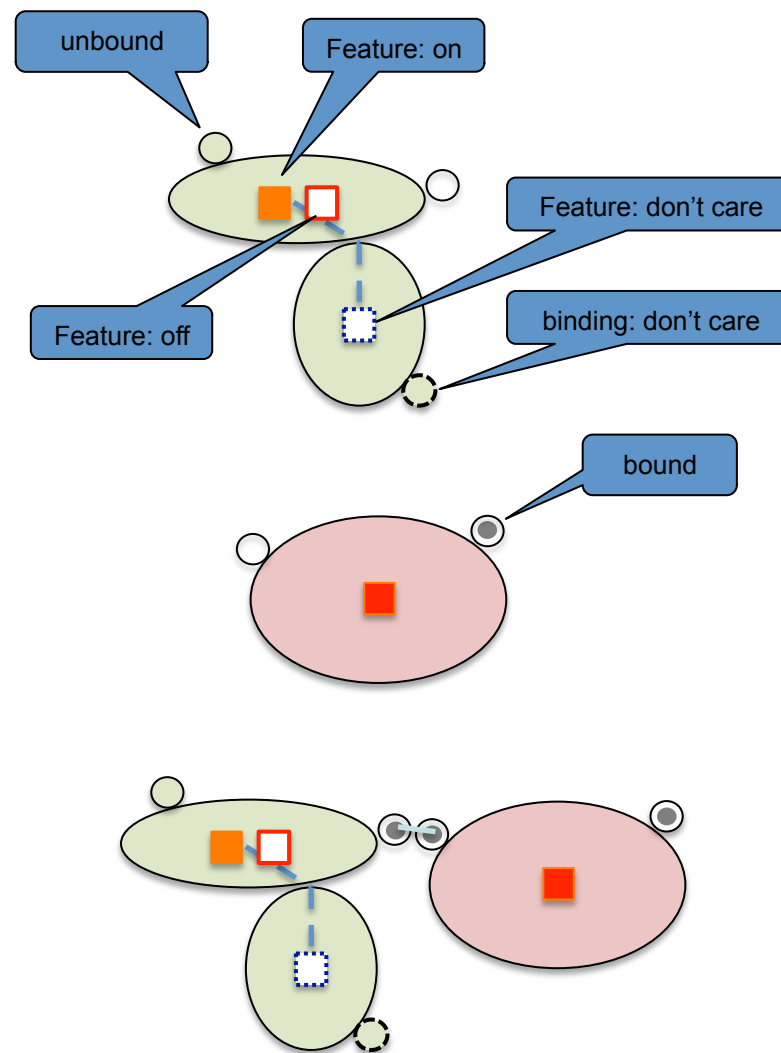 unbound
Feature: on
Feature: don’t care
Feature: off
binding: don’t care
bound